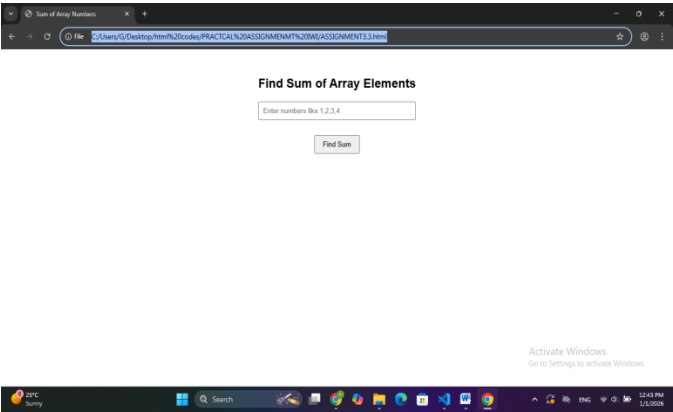 Sum of Array Numbers
File C:/Users/G/Desktop/html%20codes/PRACTCAL%20ASSIGNMENMT%20IWI/ASSIGNMENT3.3.html
Find Sum of Array Elements
Enter numbers like 1,2,3,4
Find Sum
Activate Windows
Go to Settings to activate Windows.
23°C
Sunny
Search
ENG
12:43 PM
1/1/2026